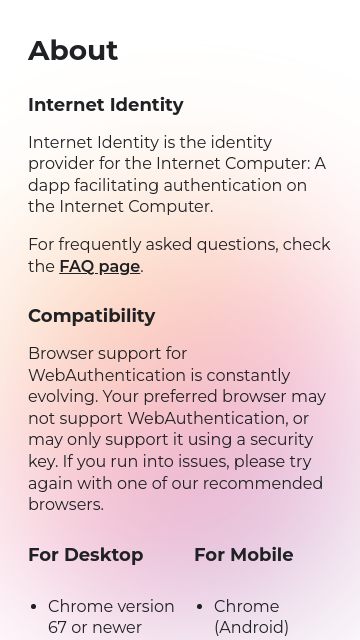 About
Internet Identity
Internet Identity is the identity
provider for the Internet Computer: A
dapp facilitating authentication on
the Internet Computer.
For frequently asked questions, check
the FAQ page.
Compatibility
Browser support for
WebAuthentication is constantly
evolving. Your preferred browser may
not support WebAuthentication, or
may only support it using a security
key. If you run into issues, please try
again with one of our recommended
browsers.
For Desktop
• Chrome version
67 or newer
For Mobile
• Chrome
(Android)